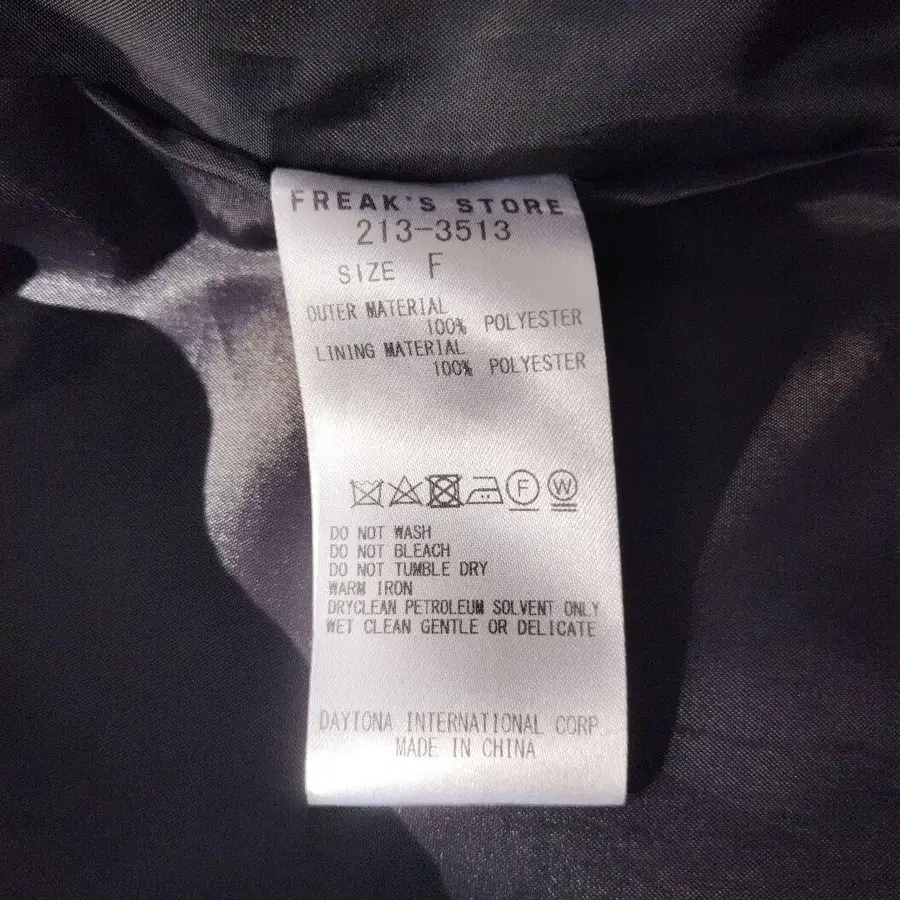 FREAK'S STORE
213-3513
SIZE F
OUTER MATERIAL
100% POLYESTER
LINING MATERIAL
100% POLYESTER
F W
DO NOT WASH
DO NOT BLEACH
DO NOT TUMBLE DRY
WARM IRON
DRYCLEAN PETROLEUM SOLVENT ONLY
WET CLEAN GENTLE OR DELICATE
DAYTONA INTERNATIONAL CORP
MADE IN CHINA